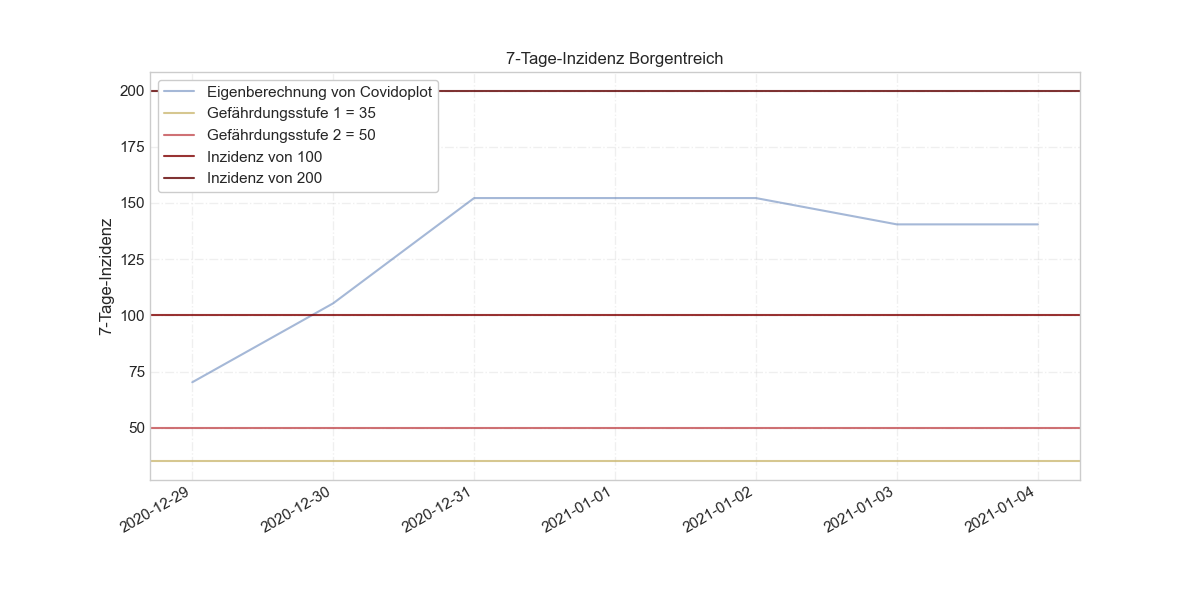 7-Tage-Inzidenz Borgentreich
Eigenberechnung von Covidoplot
Gefährdungsstufe 1 = 35
Gefährdungsstufe 2 = 50
Inzidenz von 100
Inzidenz von 200
7-Tage-Inzidenz
200
175
150
125
100
75
50
2020-12-29
2020-12-30
2020-12-31
2021-01-01
2021-01-02
2021-01-03
2021-01-04